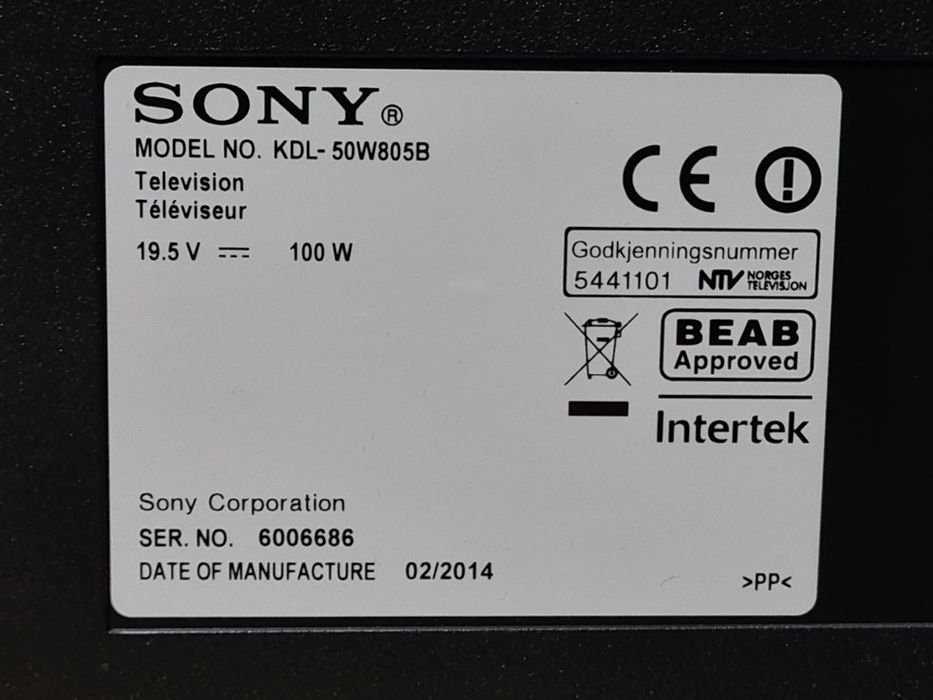 SONY®
MODEL NO. KDL-50W805B
Television
Téléviseur
19.5 V ⎓ 100 W
CE
Godkjenningsnummer
5441101 NTV NORGES TELEVISJON
BEAB
Approved
Intertek
Sony Corporation
SER. NO. 6006686
DATE OF MANUFACTURE 02/2014
>PP<